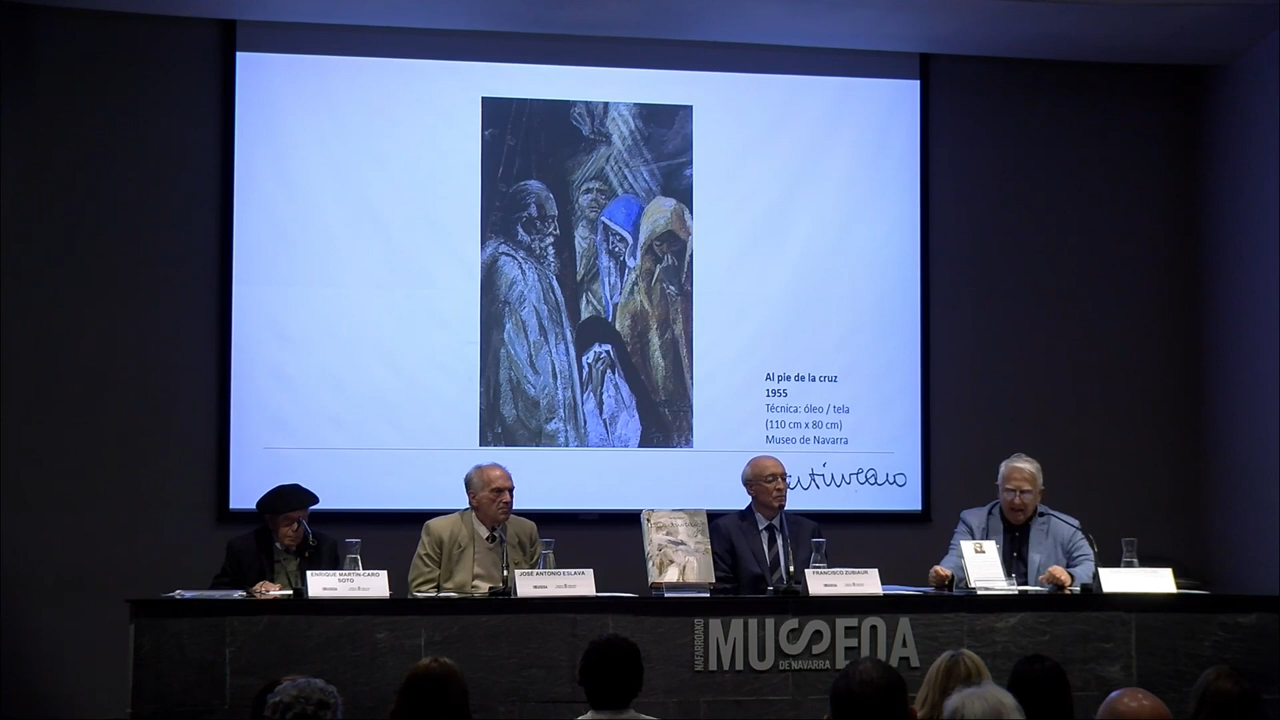 Al pie de la cruz
1955
Técnica: óleo / tela
(110 cm x 80 cm)
Museo de Navarra
ENRIQUE MARTÍN-CARO
SOTO
JOSÉ ANTONIO ESLAVA
FRANCISCO ZUBIAUR
NAFARROAKO
MUSEOA
DE NAVARRA